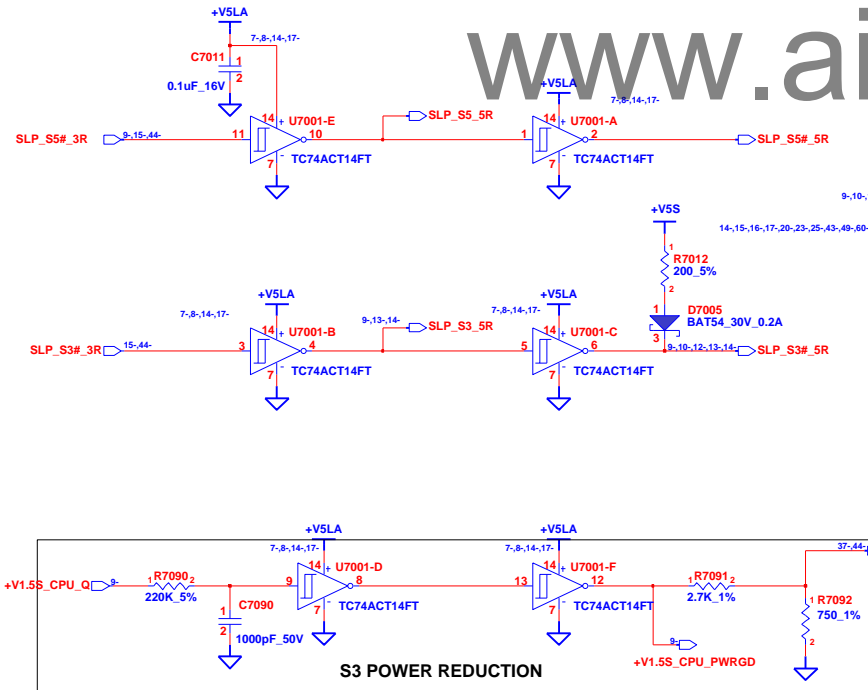 www.ai
+V5LA
7-,8-,14-,17-
C7011
1
2
0.1uF_16V
+V5LA
7-,8-,14-,17-
14 + U7001-E
SLP_S5#_3R 9-,15-,44- 11 10
SLP_S5_5R
- 7
TC74ACT14FT
14 + U7001-A
1 2 SLP_S5#_5R
- 7
TC74ACT14FT
9-,10-,
+V5S
14-,15-,16-,17-,20-,23-,25-,43-,49-,60-
1
R7012
200_5%
2
+V5LA
7-,8-,14-,17-
14 + U7001-B
SLP_S3#_3R 15-,44- 3 4
9-,13-,14-
SLP_S3_5R
- 7
TC74ACT14FT
+V5LA
7-,8-,14-,17-
14 + U7001-C
5 6
- 7
TC74ACT14FT
1 D7005
BAT54_30V_0.2A
3
9-,10-,12-,13-,14- SLP_S3#_5R
+V5LA
7-,8-,14-,17-
14 + U7001-D
+V1.5S_CPU_Q 9-
1 R7090 2
220K_5%
9 8
- 7
TC74ACT14FT
1 C7090
2
1000pF_50V
+V5LA
7-,8-,14-,17-
14 + U7001-F
13 12
- 7
TC74ACT14FT
1 R7091 2
2.7K_1%
37-,44-
1 R7092
750_1%
2
9-
+V1.5S_CPU_PWRGD
S3 POWER REDUCTION